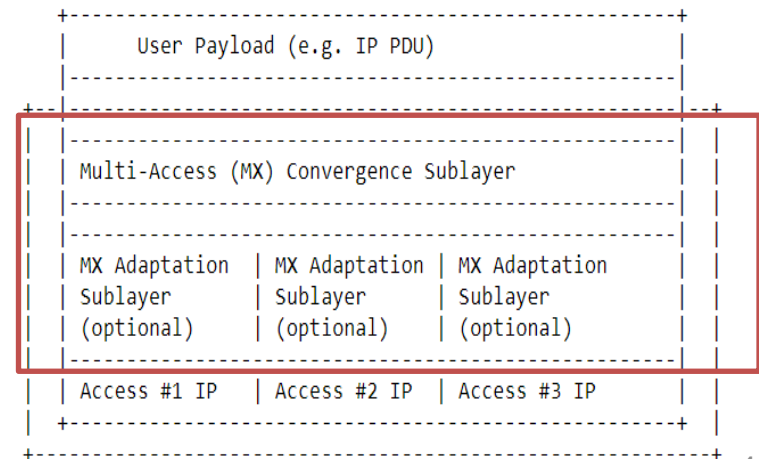 User Payload (e.g. IP PDU)
Multi-Access (MX) Convergence Sublayer
MX Adaptation | MX Adaptation | MX Adaptation
Sublayer | Sublayer | Sublayer
(optional) | (optional) | (optional)
Access #1 IP | Access #2 IP | Access #3 IP